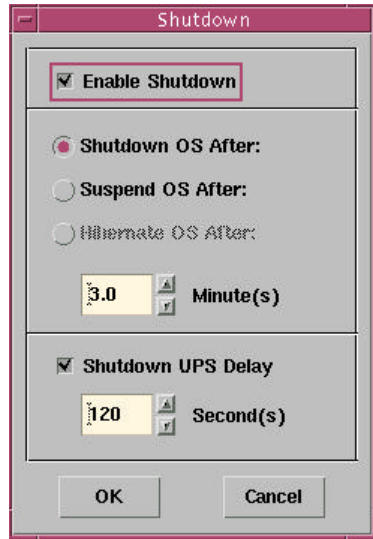 Shutdown
Enable Shutdown
Shutdown OS After:
Suspend OS After:
Hibernate OS After:
3.0 Minute(s)
Shutdown UPS Delay
120 Second(s)
OK Cancel